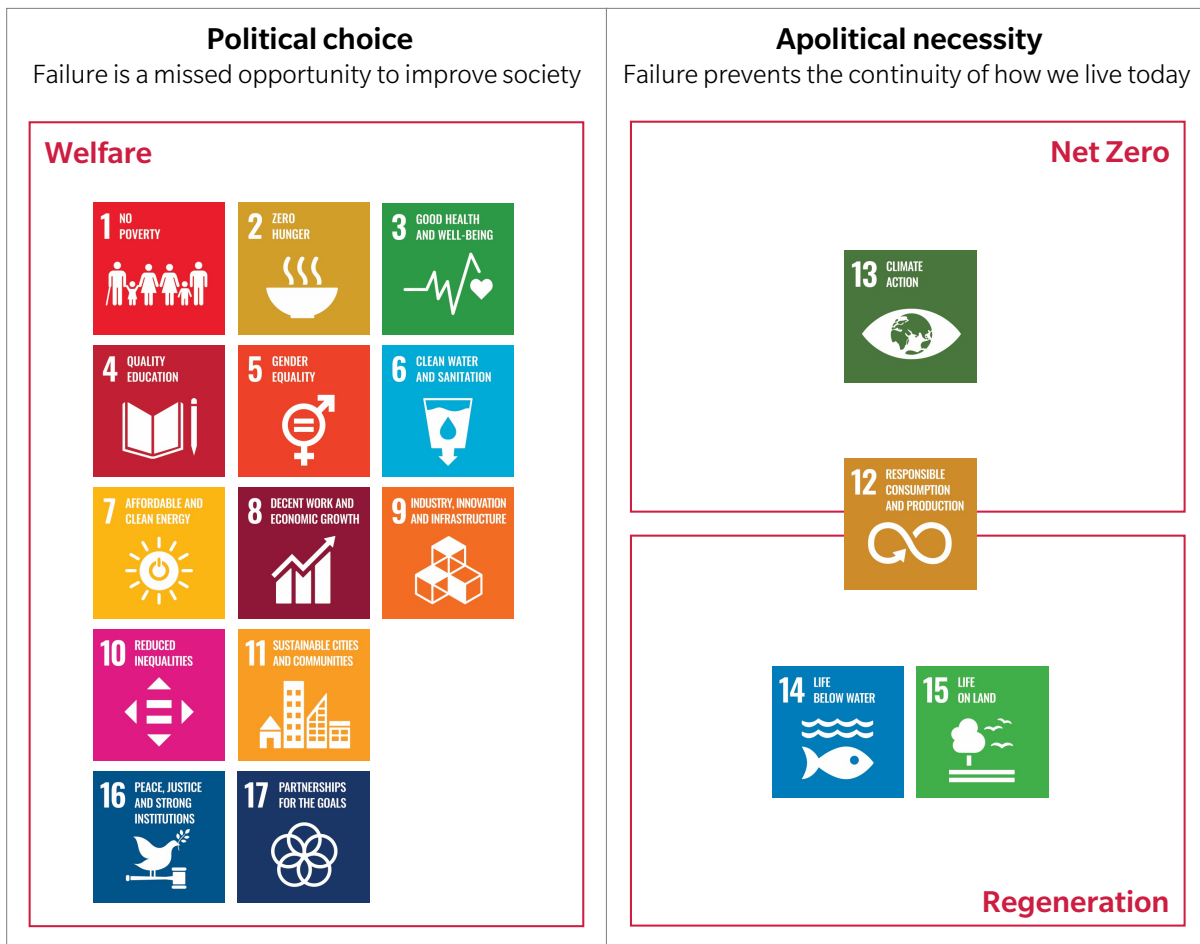 Political choice
Failure is a missed opportunity to improve society
Welfare
1 NO
POVERTY
2 ZERO
HUNGER
3 GOOD HEALTH
AND WELL-BEING
4 QUALITY
EDUCATION
5 GENDER
EQUALITY
6 CLEAN WATER
AND SANITATION
7 AFFORDABLE AND
CLEAN ENERGY
8 DECENT WORK AND
ECONOMIC GROWTH
9 INDUSTRY, INNOVATION
AND INFRASTRUCTURE
10 REDUCED
INEQUALITIES
11 SUSTAINABLE CITIES
AND COMMUNITIES
16 PEACE, JUSTICE
AND STRONG
INSTITUTIONS
17 PARTNERSHIPS
FOR THE GOALS
Apolitical necessity
Failure prevents the continuity of how we live today
Net Zero
13 CLIMATE
ACTION
12 RESPONSIBLE
CONSUMPTION
AND PRODUCTION
14 LIFE
BELOW WATER
15 LIFE
ON LAND
Regeneration